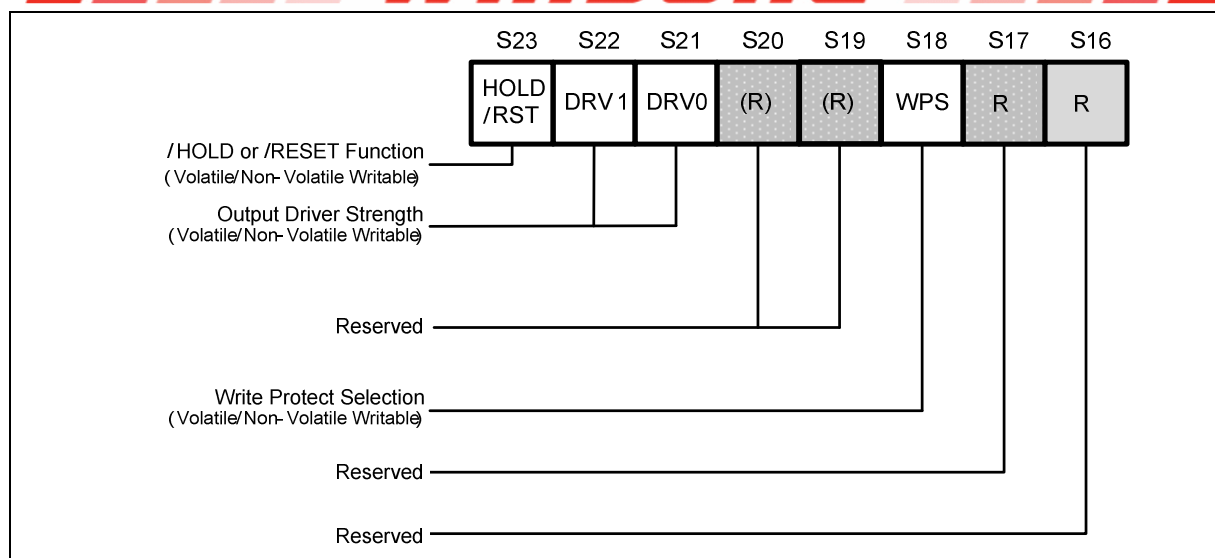 S23 S22 S21 S20 S19 S18 S17 S16
HOLD /RST DRV1 DRV0 (R) (R) WPS R R
/HOLD or /RESET Function
(Volatile/Non-Volatile Writable)
Output Driver Strength
(Volatile/Non-Volatile Writable)
Reserved
Write Protect Selection
(Volatile/Non-Volatile Writable)
Reserved
Reserved